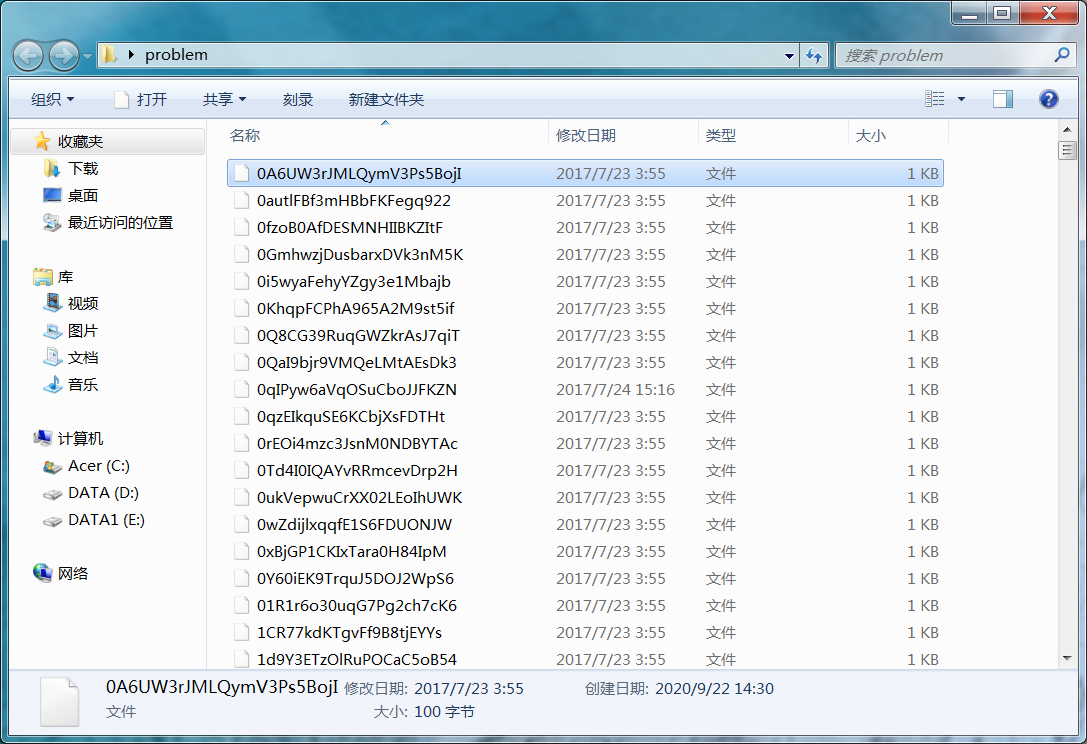 problem
搜索 problem
组织 打开 共享 刻录 新建文件夹
收藏夹
下载
桌面
最近访问的位置
库
视频
图片
文档
音乐
计算机
Acer (C:)
DATA (D:)
DATA1 (E:)
网络
名称 修改日期 类型 大小
0A6UW3rJMLQymV3Ps5BojI 2017/7/23 3:55 文件 1 KB
0autlFBf3mHBbFKFegq922 2017/7/23 3:55 文件 1 KB
0fzoB0AfDESMNHIIBKZItF 2017/7/23 3:55 文件 1 KB
0GmhwzjDusbarxDVk3nM5K 2017/7/23 3:55 文件 1 KB
0i5wyaFehyYZgy3e1Mbajb 2017/7/23 3:55 文件 1 KB
0KhqpFCPhA965A2M9st5if 2017/7/23 3:55 文件 1 KB
0Q8CG39RuqGWZkrAsJ7qiT 2017/7/23 3:55 文件 1 KB
0QaI9bjr9VMQeLMtAEsDk3 2017/7/23 3:55 文件 1 KB
0qIPyw6aVqOSuCboJJFKZN 2017/7/24 15:16 文件 1 KB
0qzEIkquSE6KCbjXsFDTHt 2017/7/23 3:55 文件 1 KB
0rEOi4mzc3JsnM0NDBYTAc 2017/7/23 3:55 文件 1 KB
0Td4I0IQAYvRRmcevDrp2H 2017/7/23 3:55 文件 1 KB
0ukVepwuCrXX02LEoIhUWK 2017/7/23 3:55 文件 1 KB
0wZdijlxqqfE1S6FDUONJW 2017/7/23 3:55 文件 1 KB
0xBjGP1CKIxTara0H84IpM 2017/7/23 3:55 文件 1 KB
0Y60iEK9TrquJ5DOJ2WpS6 2017/7/23 3:55 文件 1 KB
01R1r6o30uqG7Pg2ch7cK6 2017/7/23 3:55 文件 1 KB
1CR77kdKTgvFf9B8tjEYYs 2017/7/23 3:55 文件 1 KB
1d9Y3ETzOlRuPOCaC5oB54 2017/7/23 3:55 文件 1 KB
0A6UW3rJMLQymV3Ps5BojI 修改日期: 2017/7/23 3:55 创建日期: 2020/9/22 14:30
文件 大小: 100 字节